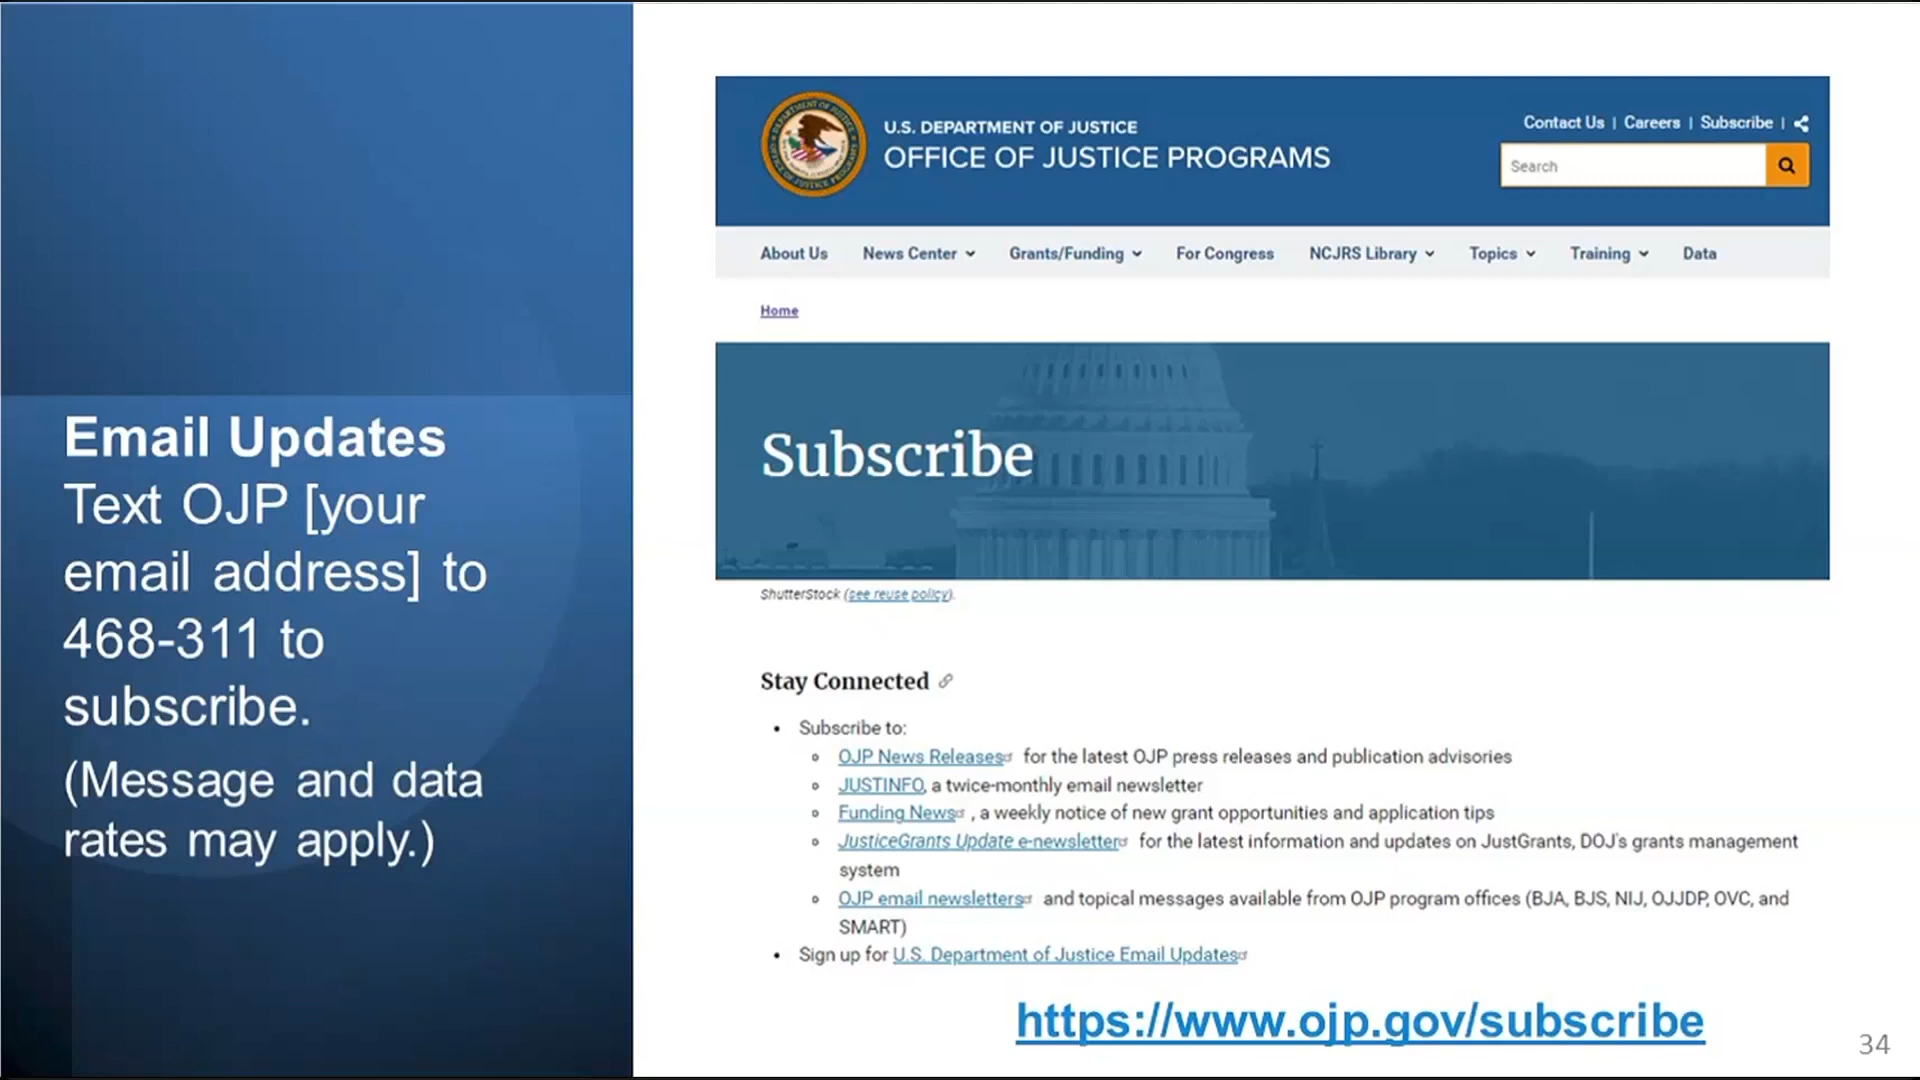 Email Updates
Text OJP [your
email address] to
468-311 to
subscribe.
(Message and data
rates may apply.)
U.S. DEPARTMENT OF JUSTICE
OFFICE OF JUSTICE PROGRAMS
Contact Us | Careers | Subscribe |
Search
About Us News Center Grants/Funding For Congress NCJRS Library Topics Training Data
Home
Subscribe
ShutterStock (see reuse policy).
Stay Connected
• Subscribe to:
OJP News Releases for the latest OJP press releases and publication advisories
JUSTINFO, a twice-monthly email newsletter
Funding News , a weekly notice of new grant opportunities and application tips
JusticeGrants Update e-newsletter for the latest information and updates on JustGrants, DOJ's grants management
system
OJP email newsletters and topical messages available from OJP program offices (BJA, BJS, NIJ, OJJDP, OVC, and
SMART)
• Sign up for U.S. Department of Justice Email Updates
https://www.ojp.gov/subscribe
34